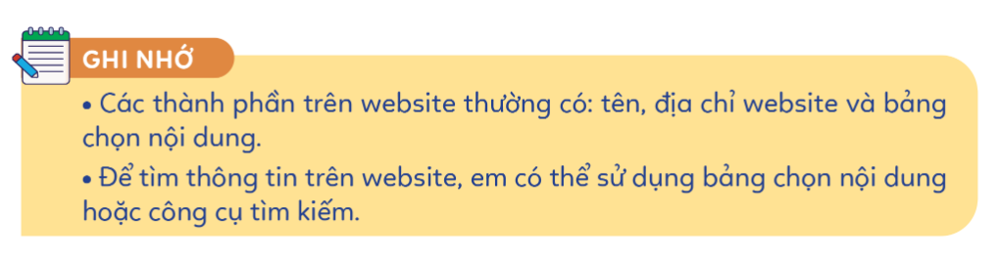 GHI NHỚ
• Các thành phần trên website thường có: tên, địa chỉ website và bảng
chọn nội dung.
• Để tìm thông tin trên website, em có thể sử dụng bảng chọn nội dung
hoặc công cụ tìm kiếm.